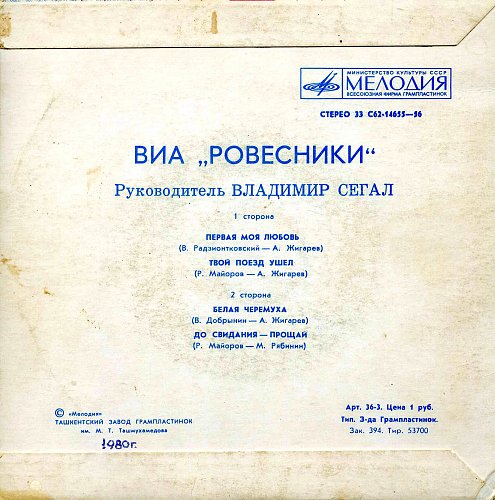 МИНИСТЕРСТВО КУЛЬТУРЫ СССР
МЕЛОДИЯ
ВСЕСОЮЗНАЯ ФИРМА ГРАМПЛАСТИНОК
СТЕРЕО 33 С62-14655—56
ВИА „РОВЕСНИКИ“
Руководитель ВЛАДИМИР СЕГАЛ
1 сторона
ПЕРВАЯ МОЯ ЛЮБОВЬ
(В. Радзионтковский — А. Жигарев)
ТВОЙ ПОЕЗД УШЕЛ
(Р. Майоров — А. Жигарев)
2 сторона
БЕЛАЯ ЧЕРЕМУХА
(В. Добрынин — А. Жигарев)
ДО СВИДАНИЯ — ПРОЩАЙ
(Р. Майоров — М. Рябинин)
© «Мелодия»
ТАШКЕНТСКИЙ ЗАВОД ГРАМПЛАСТИНОК
им. М. Т. Ташмухамедова
1980г.
Арт. 36-3. Цена 1 руб.
Тип. З-да Грампластинок.
Зак. 394. Тир. 53700